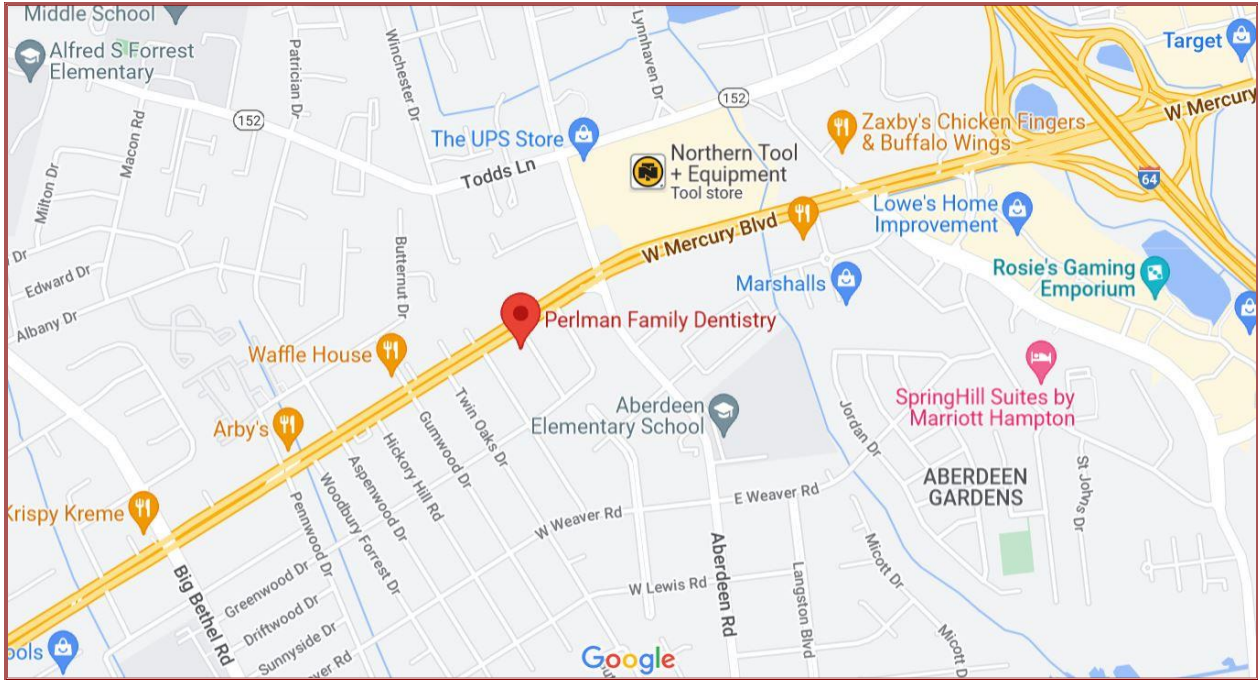 Middle School
Alfred S Forrest
Elementary
Patrician Dr
Winchester Dr
Lynnhaven Dr
Target
152
152
Macon Rd
Milton Dr
The UPS Store
Todds Ln
Northern Tool
+ Equipment
Tool store
Zaxby's Chicken Fingers
& Buffalo Wings
W Mercury
64
W Mercury Blvd
Lowe's Home
Improvement
Dr
Edward Dr
Albany Dr
Butternut Dr
Marshalls
Rosie's Gaming
Emporium
Perlman Family Dentistry
Waffle House
Arby's
Twin Oaks Dr
Gumwood Dr
Hickory Hill Rd
Aspenwood Dr
Woodbury Forrest Dr
Pennwood Dr
Aberdeen
Elementary School
Jordan Dr
SpringHill Suites by
Marriott Hampton
ABERDEEN
GARDENS
St Johns Dr
Krispy Kreme
E Weaver Rd
W Weaver Rd
Big Bethel Rd
Greenwood Dr
Driftwood Dr
Sunnyside Dr
ver Rd
W Lewis Rd
Aberdeen Rd
Langston Blvd
Micott Dr
Micott D
ools
Google